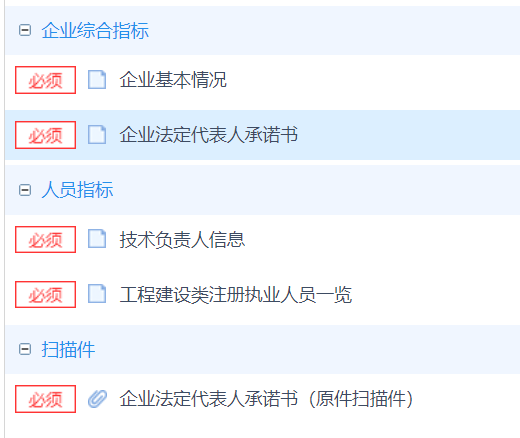 企业综合指标
必须 企业基本情况
必须 企业法定代表人承诺书
人员指标
必须 技术负责人信息
必须 工程建设类注册执业人员一览
扫描件
必须 企业法定代表人承诺书（原件扫描件）